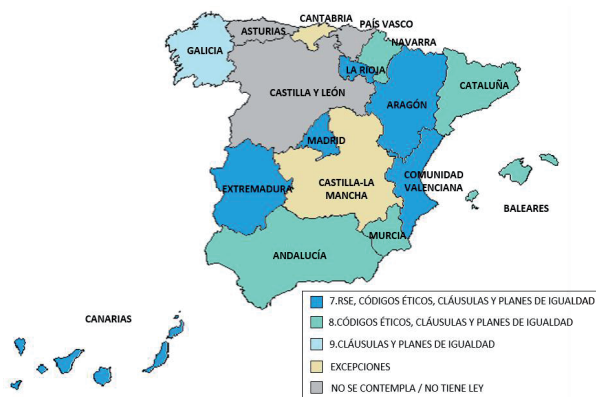 CANTABRIA
PAÍS VASCO
ASTURIAS
GALICIA
NAVARRA
LA RIOJA
CASTILLA Y LEÓN
CATALUÑA
ARAGÓN
MADRID
EXTREMADURA
CASTILLA-LA
MANCHA
COMUNIDAD
VALENCIANA
BALEARES
MURCIA
ANDALUCÍA
CANARIAS
7.RSE, CÓDIGOS ÉTICOS, CLÁUSULAS Y PLANES DE IGUALDAD
8.CÓDIGOS ÉTICOS, CLÁUSULAS Y PLANES DE IGUALDAD
9.CLÁUSULAS Y PLANES DE IGUALDAD
EXCEPCIONES
NO SE CONTEMPLA / NO TIENE LEY